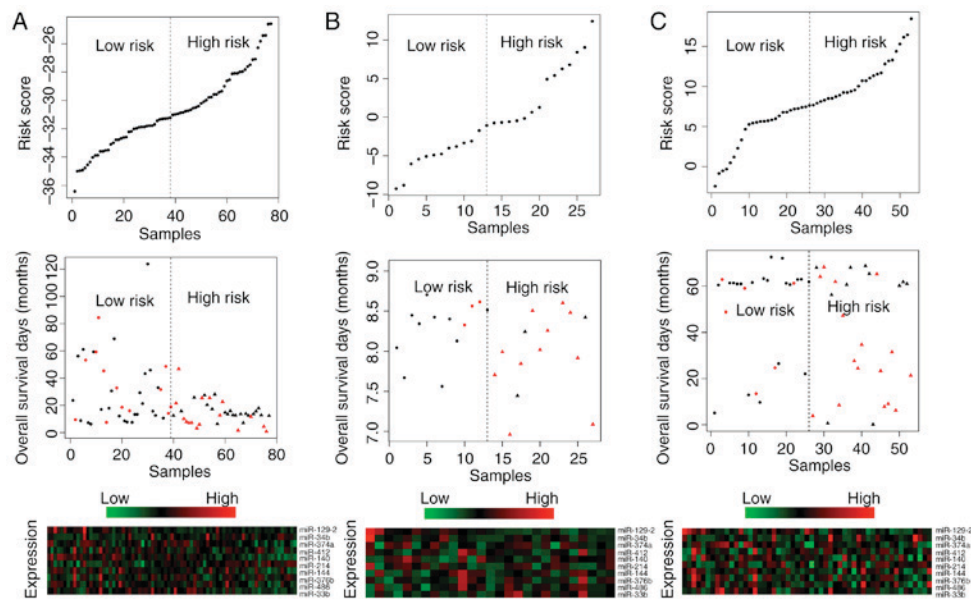 A
Low risk
High risk
Risk score
−36 −34 −32 −30 −28 −26
0 20 40 60 80
Samples
B
Low risk
High risk
Risk score
−10 −5 0 5 10
0 5 10 15 20 25
Samples
C
Low risk
High risk
Risk score
0 5 10 15
0 10 20 30 40 50
Samples
Low risk
High risk
Overall survival days (months)
0 20 40 60 80 100 120
0 20 40 60 80
Samples
Low risk
High risk
Overall survival days (months)
7.0 7.5 8.0 8.5 9.0
0 5 10 15 20 25
Samples
Low risk
High risk
Overall survival days (months)
0 20 40 60
0 10 20 30 40 50
Samples
Low
High
Expression
miR-129-2
miR-34b
miR-374a
miR-412
miR-140
miR-214
miR-144
miR-376b
miR-486
miR-33b
Low
High
Expression
miR-129-2
miR-34b
miR-374a
miR-412
miR-140
miR-214
miR-144
miR-376b
miR-486
miR-33b
Low
High
Expression
miR-129-2
miR-34b
miR-374a
miR-412
miR-140
miR-214
miR-144
miR-376b
miR-486
miR-33b